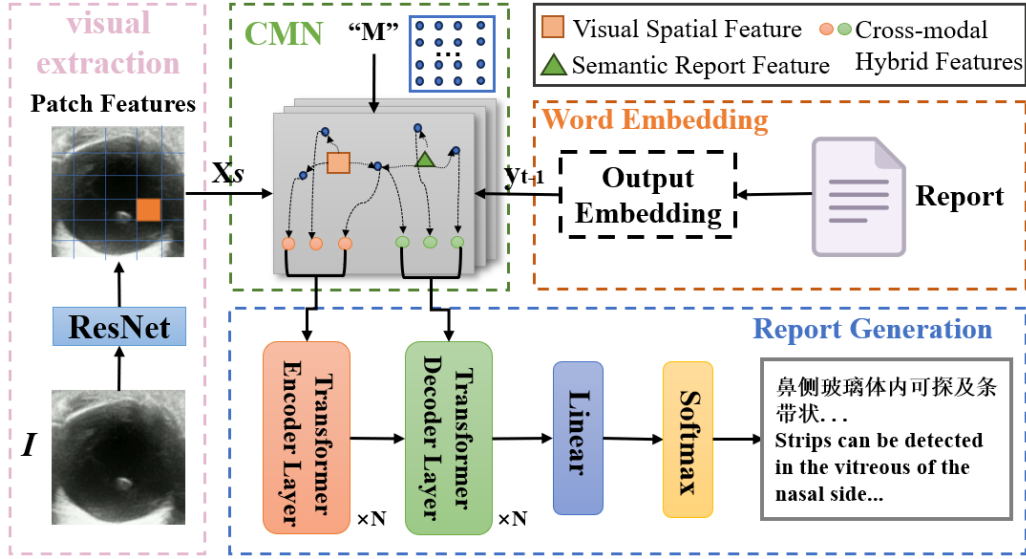 visual
extraction
Patch Features
ResNet
I
CMN
“M”
...
Xs
yt-1
Visual Spatial Feature
Semantic Report Feature
Cross-modal
Hybrid Features
Word Embedding
Output
Embedding
Report
Report Generation
Transformer
Encoder Layer
×N
Transformer
Decoder Layer
×N
Linear
Softmax
鼻侧玻璃体内可探及条
带状...
Strips can be detected
in the vitreous of the
nasal side...